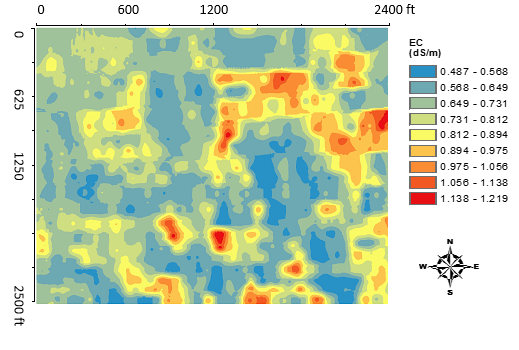 0 600 1200 2400 ft
0
625
1250
2500 ft
EC
(dS/m)
0.487 - 0.568
0.568 - 0.649
0.649 - 0.731
0.731 - 0.812
0.812 - 0.894
0.894 - 0.975
0.975 - 1.056
1.056 - 1.138
1.138 - 1.219
N
W E
S